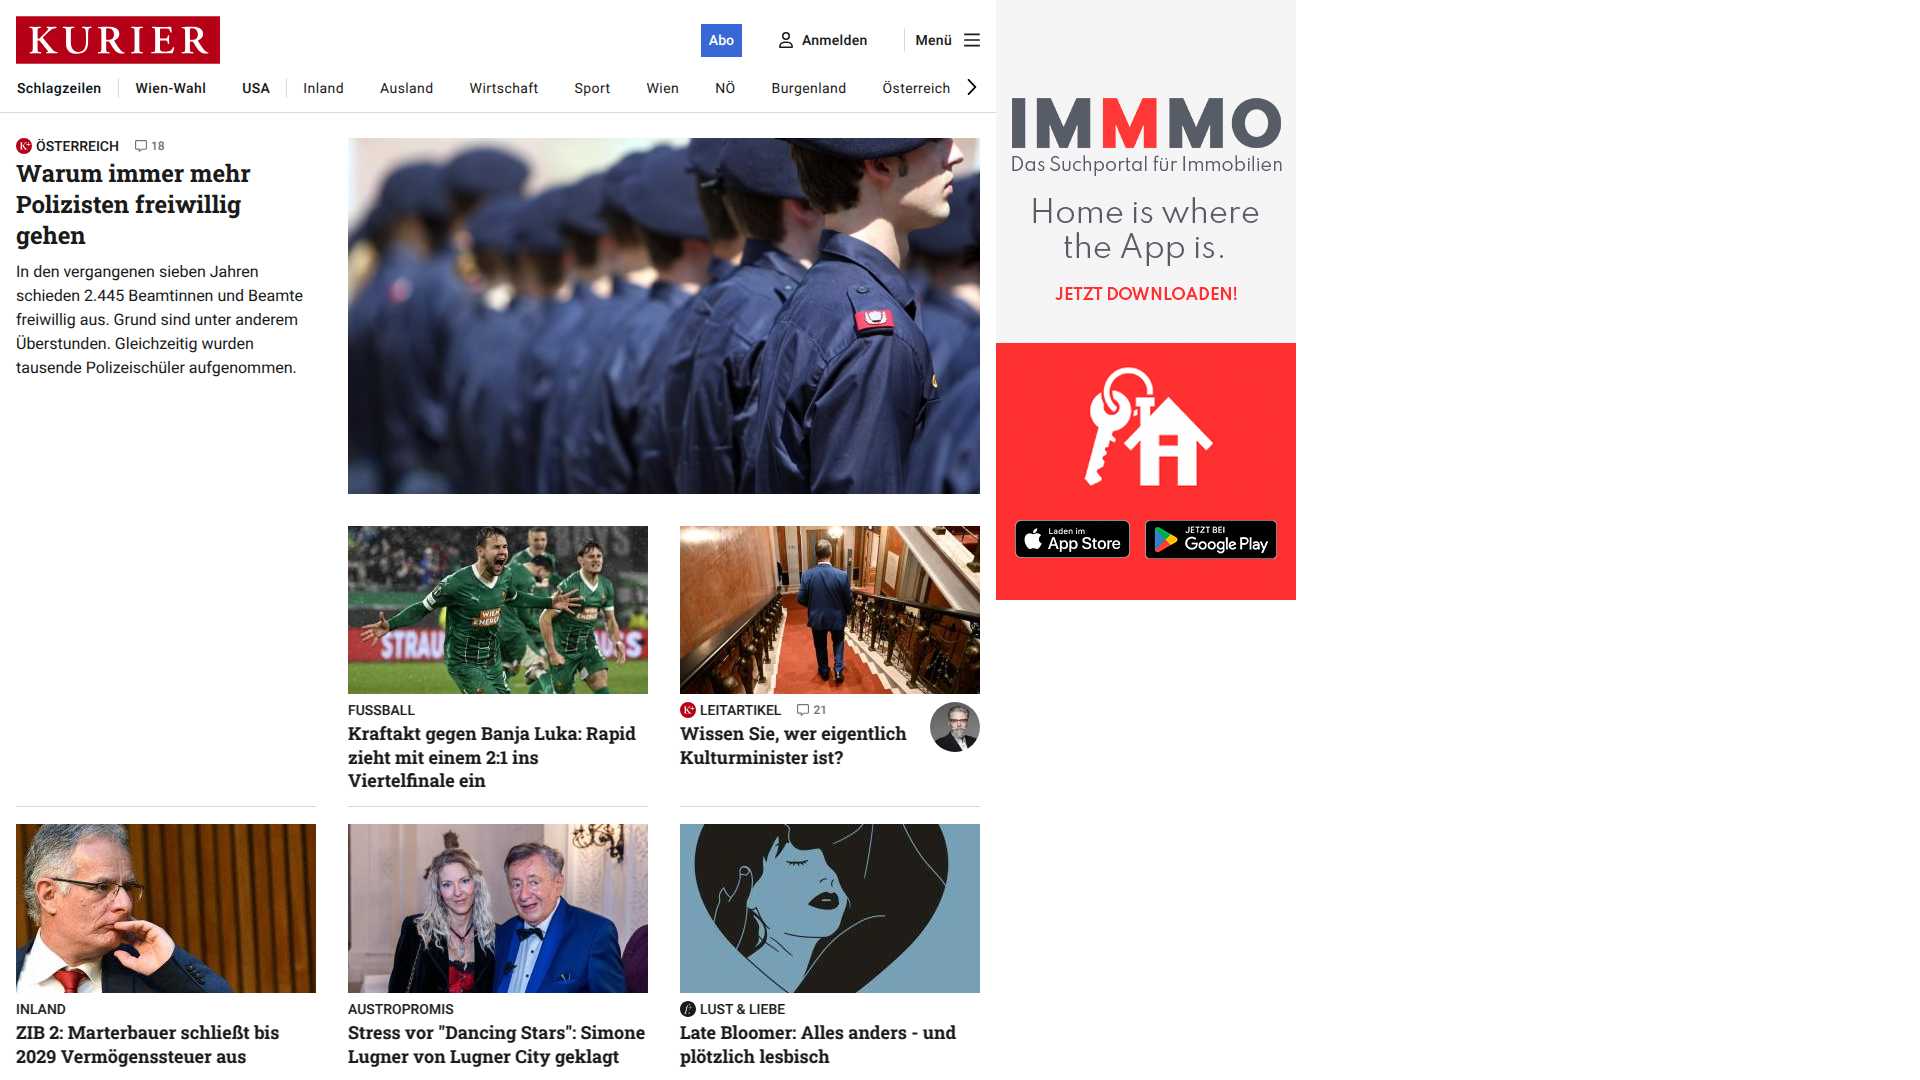 KURIER
Abo
Anmelden
Menü
Schlagzeilen
Wien-Wahl
USA
Inland
Ausland
Wirtschaft
Sport
Wien
NÖ
Burgenland
Österreich
ÖSTERREICH 18
Warum immer mehr
Polizisten freiwillig
gehen
In den vergangenen sieben Jahren
schieden 2.445 Beamtinnen und Beamte
freiwillig aus. Grund sind unter anderem
Überstunden. Gleichzeitig wurden
tausende Polizeischüler aufgenommen.
WIEN
ENERGIE
STRAU
FUSSBALL
Kraftakt gegen Banja Luka: Rapid
zieht mit einem 2:1 ins
Viertelfinale ein
LEITARTIKEL 21
Wissen Sie, wer eigentlich
Kulturminister ist?
INLAND
ZIB 2: Marterbauer schließt bis
2029 Vermögenssteuer aus
AUSTROPROMIS
Stress vor "Dancing Stars": Simone
Lugner von Lugner City geklagt
LUST & LIEBE
Late Bloomer: Alles anders - und
plötzlich lesbisch
IMMMO
Das Suchportal für Immobilien
Home is where
the App is.
JETZT DOWNLOADEN!
Laden im
App Store
JETZT BEI
Google Play